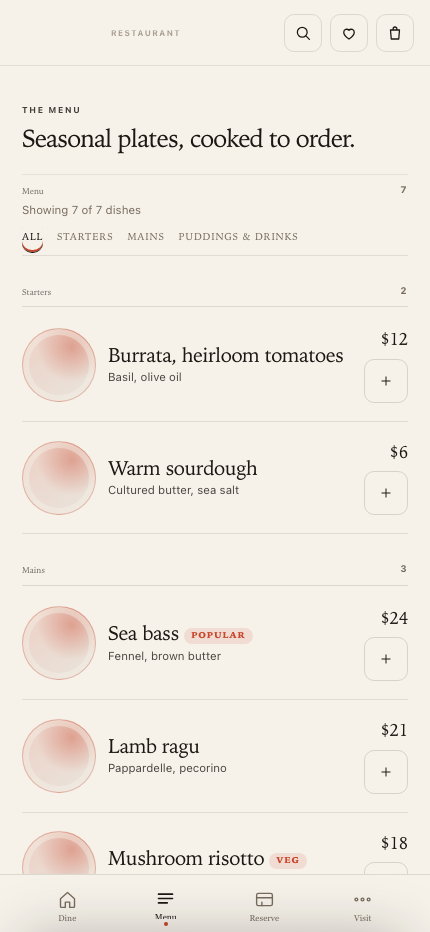 RESTAURANT
THE MENU
Seasonal plates, cooked to order.
Menu 7
Showing 7 of 7 dishes
ALL STARTERS MAINS PUDDINGS & DRINKS
Starters 2
Burrata, heirloom tomatoes $12
Basil, olive oil
+
Warm sourdough $6
Cultured butter, sea salt
+
Mains 3
Sea bass POPULAR $24
Fennel, brown butter
+
Lamb ragu $21
Pappardelle, pecorino
+
Mushroom risotto VEG $18
Dine Menu Reserve Visit